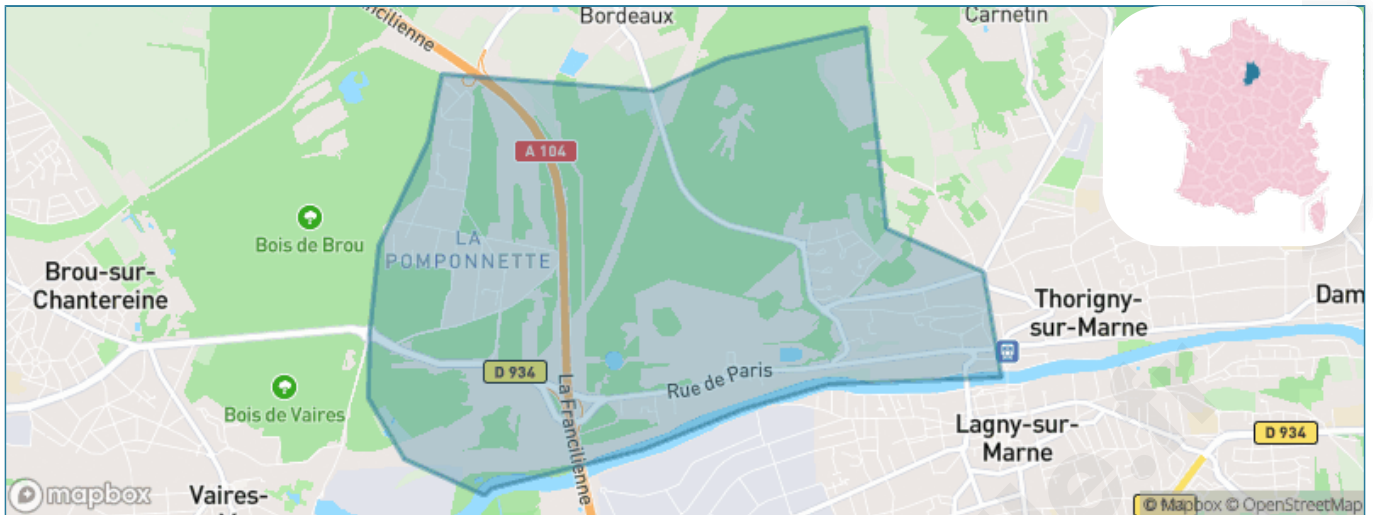 Bordeaux
Carnetin
Francilienne
A 104
Bois de Brou
LA
POMPONNETTE
Brou-sur-
Chantereine
Thorigny-
sur-Marne
Dam
D 934
Rue de Paris
La Francilienne
Bois de Vaires
Lagny-sur-
Marne
D 934
Vaires-
mapbox
© Mapbox © OpenStreetMap